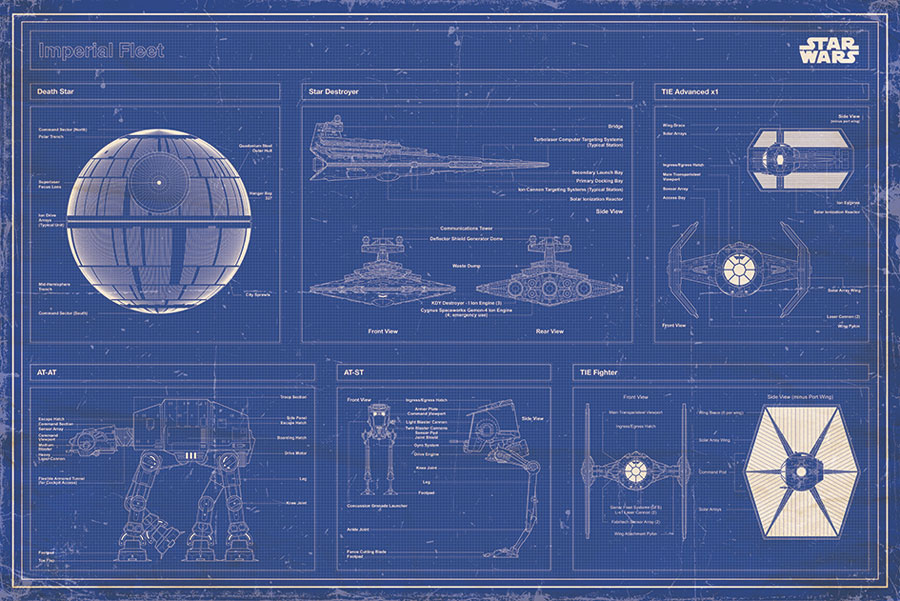 Imperial Fleet
STAR
WARS
Death Star
Command Sector (North)
Polar Trench
Quadanium Steel
Outer Hull
Superlaser
Focus Lens
Hanger Bay
327
Ion Drive
Arrays
(Typical Unit)
Mid-Hemisphere
Trench
City Sprawls
Command Sector (South)
Star Destroyer
Bridge
Turbolaser Computer Targeting Systems
(Typical Station)
Secondary Launch Bay
Primary Docking Bay
Ion Cannon Targeting Systems (Typical Station)
Solar Ionization Reactor
Side View
Communications Tower
Deflector Shield Generator Dome
Waste Dump
KDY Destroyer - I Ion Engine (3)
Cygnus Spaceworks Gemon-4 Ion Engine
(4, emergency use)
Front View
Rear View
TIE Advanced x1
Side View
(minus port wing)
Wing Brace
Solar Arrays
Ingress/Egress Hatch
Main Transparisteel
Viewport
Sensor Array
Access Bay
Ion Engines
Solar Ionization Reactor
Solar Array Wing
Laser Cannon (2)
Front View
Wing Pylon
AT-AT
Troop Section
Escape Hatch
Command Section
Sensor Array
Command
Viewport
Medium
Blaster
Heavy
Laser Cannon
Side Panel
Escape Hatch
Boarding Hatch
Drive Motor
Flexible Armored Tunnel
(for Cockpit Access)
Leg
Knee Joint
Footpad
Toe Flap
AT-ST
Front View
Ingress/Egress Hatch
Armor Plate
Command Viewport
Light Blaster Cannon
Twin Blaster Cannons
Sensor Pod
Joint Shield
Gyro System
Drive Engine
Side View
Knee Joint
Leg
Footpad
Concussion Grenade Launcher
Ankle Joint
Fence Cutting Blade
Footpad
TIE Fighter
Front View
Main Transparisteel Viewport
Ingress/Egress Hatch
Sienar Fleet Systems (SFS)
L-s1 Laser Cannon (2)
Fabritech Sensor Array (2)
Wing Attachment Pylon
Side View (minus Port Wing)
Wing Brace (6 per wing)
Solar Array Wing
Command Pod
Solar Arrays